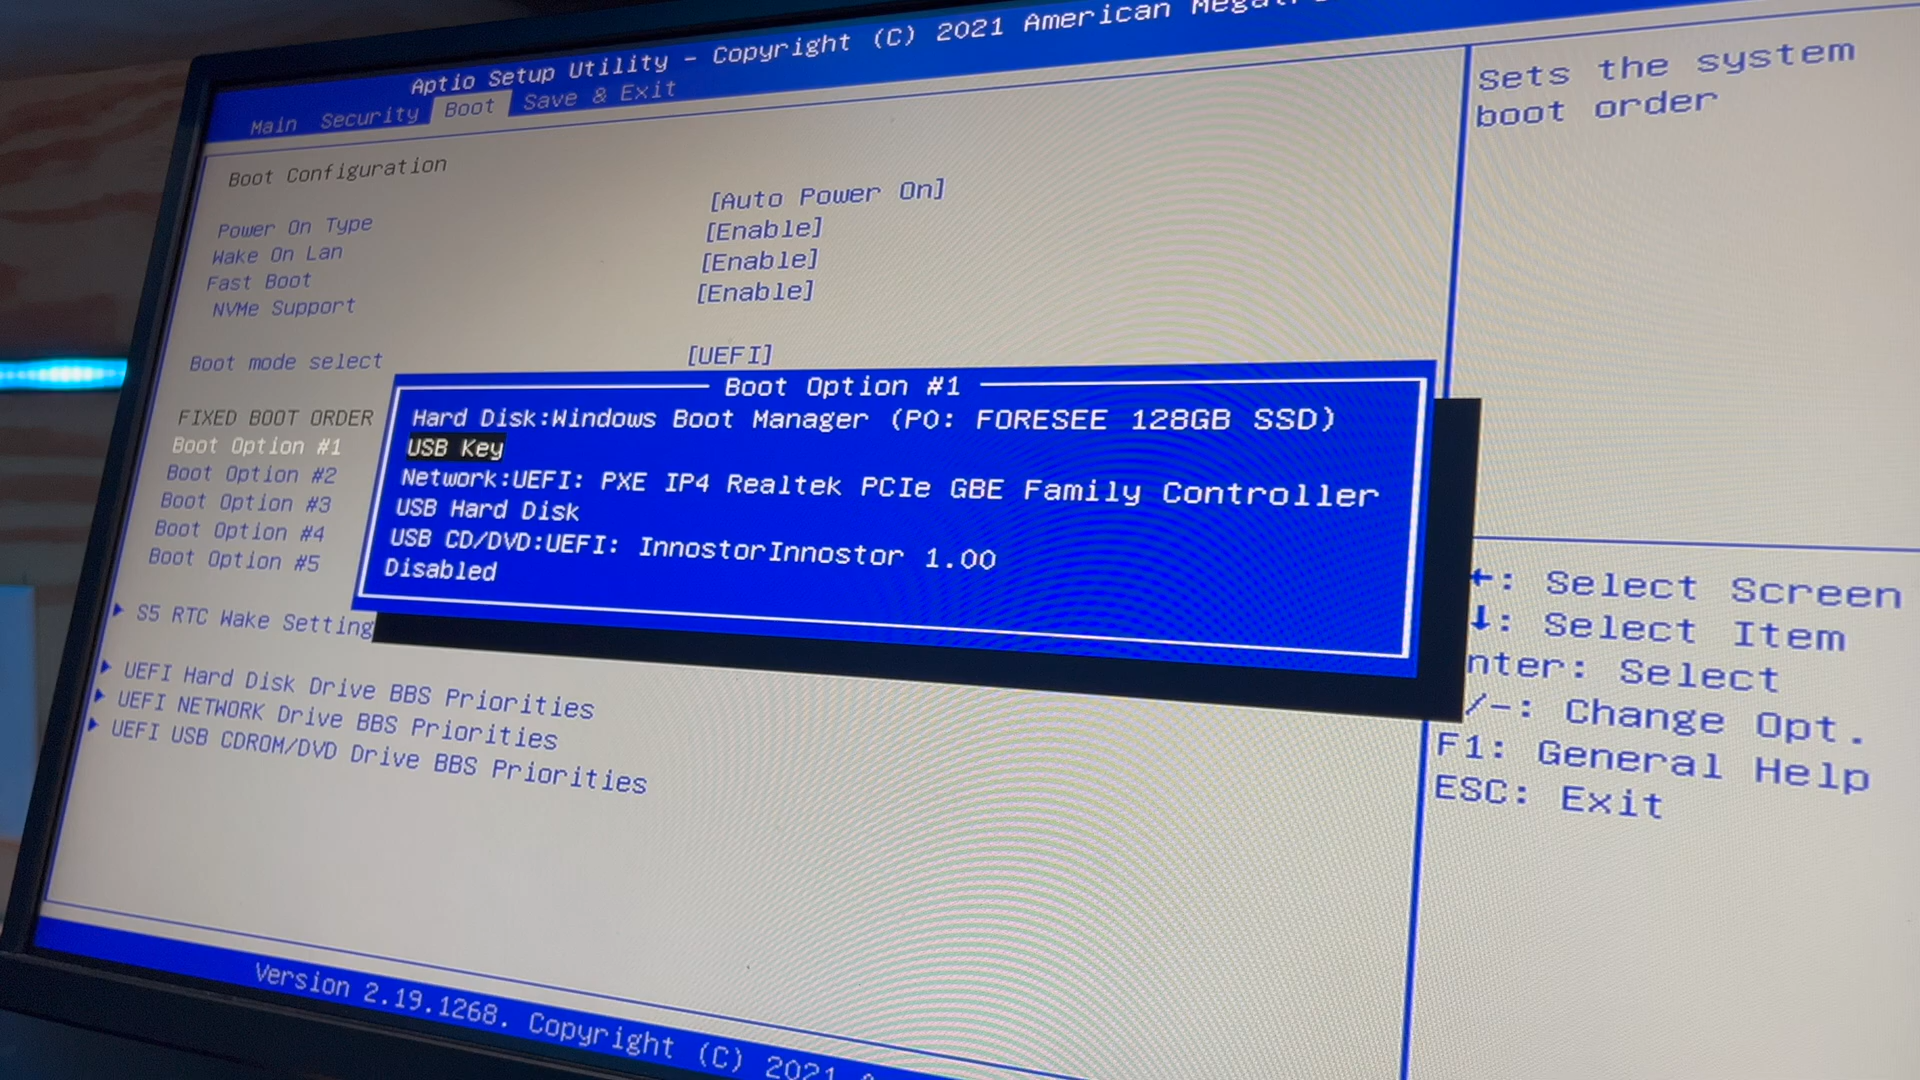 Aptio Setup Utility - Copyright (C) 2021 American
Main Security Boot Save & Exit
Boot Configuration
Power On Type [Auto Power On]
Wake On Lan [Enable]
Fast Boot [Enable]
NVMe Support [Enable]
Boot mode select [UEFI]
FIXED BOOT ORDER
Boot Option #1
Boot Option #2
Boot Option #3
Boot Option #4
Boot Option #5
S5 RTC Wake Setting
UEFI Hard Disk Drive BBS Priorities
UEFI NETWORK Drive BBS Priorities
UEFI USB CDROM/DVD Drive BBS Priorities
Boot Option #1
Hard Disk:Windows Boot Manager (P0: FORESEE 128GB SSD)
USB Key
Network:UEFI: PXE IP4 Realtek PCIe GBE Family Controller
USB Hard Disk
USB CD/DVD:UEFI: InnostorInnostor 1.00
Disabled
Sets the system
boot order
←: Select Screen
↓: Select Item
nter: Select
/-: Change Opt.
F1: General Help
ESC: Exit
Version 2.19.1268. Copyright (C) 2021